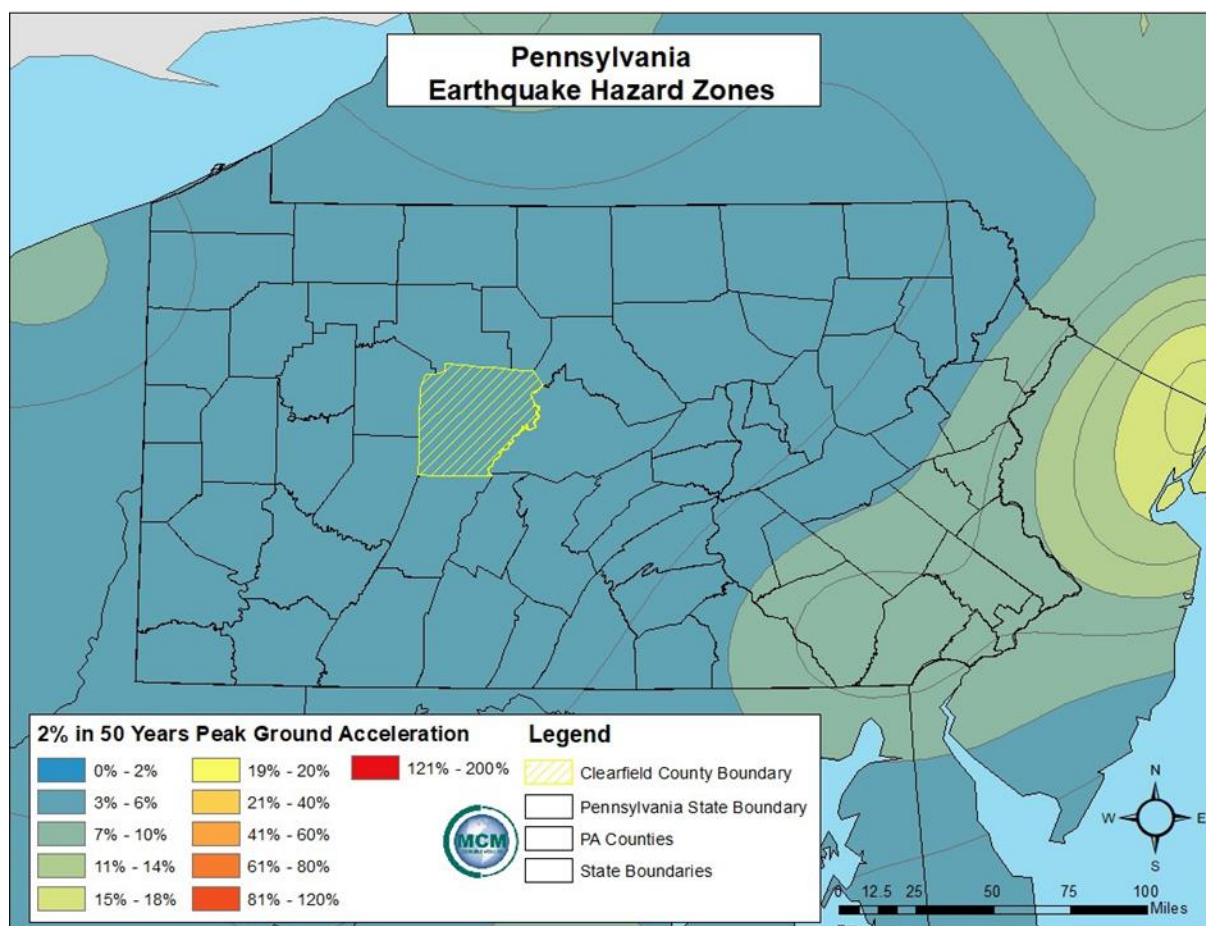 Pennsylvania
Earthquake Hazard Zones
2% in 50 Years Peak Ground Acceleration
0% - 2%
3% - 6%
7% - 10%
11% - 14%
15% - 18%
19% - 20%
21% - 40%
41% - 60%
61% - 80%
81% - 120%
121% - 200%
MCM
Legend
Clearfield County Boundary
Pennsylvania State Boundary
PA Counties
State Boundaries
N
W
E
S
0 12.5 25 50 75 100
Miles